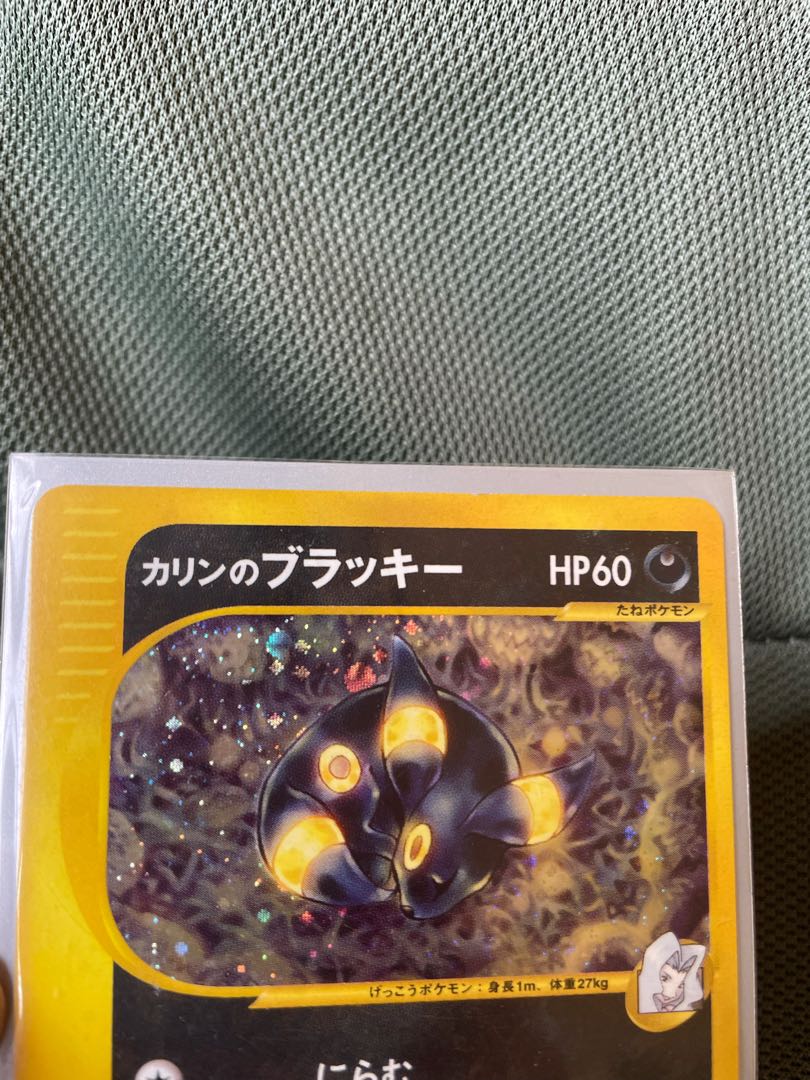 カリンのブラッキー HP60
たねポケモン
げっこうポケモン：身長1m、体重27kg
にらむ